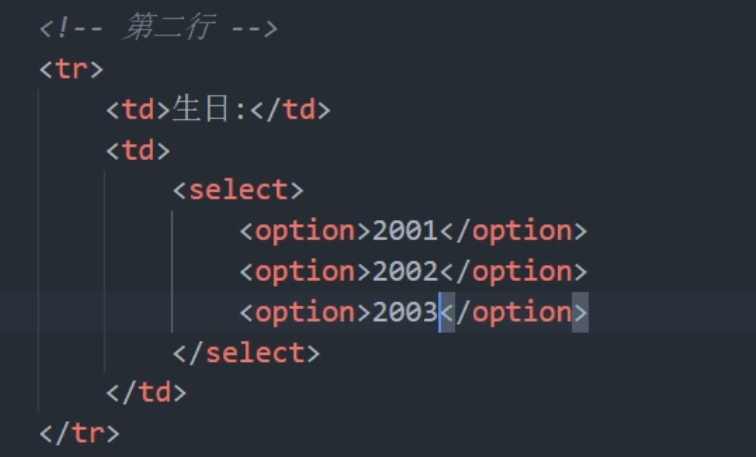 <!-- 第二行 -->
<tr>
<td>生日:</td>
<td>
<select>
<option>2001</option>
<option>2002</option>
<option>2003</option>
</select>
</td>
</tr>